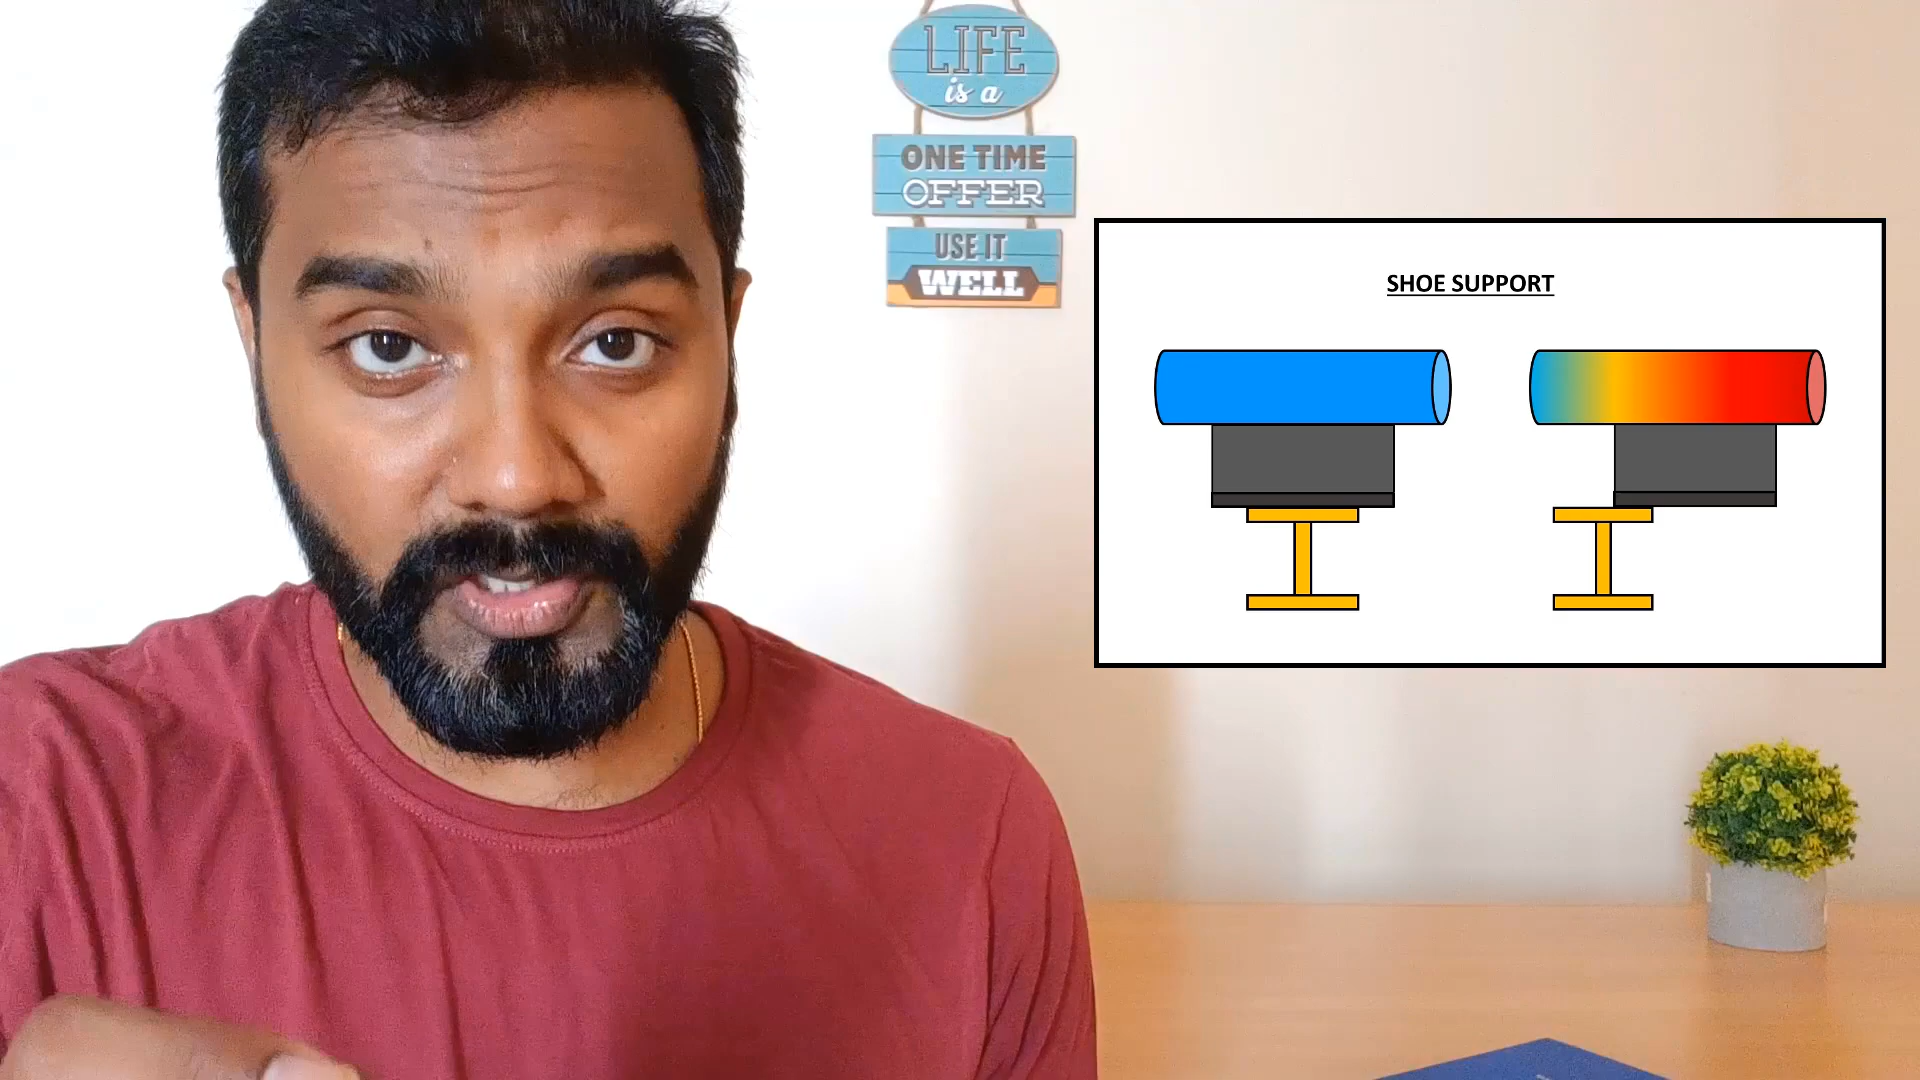 LIFE
is a
ONE TIME
OFFER
USE IT
WELL
SHOE SUPPORT